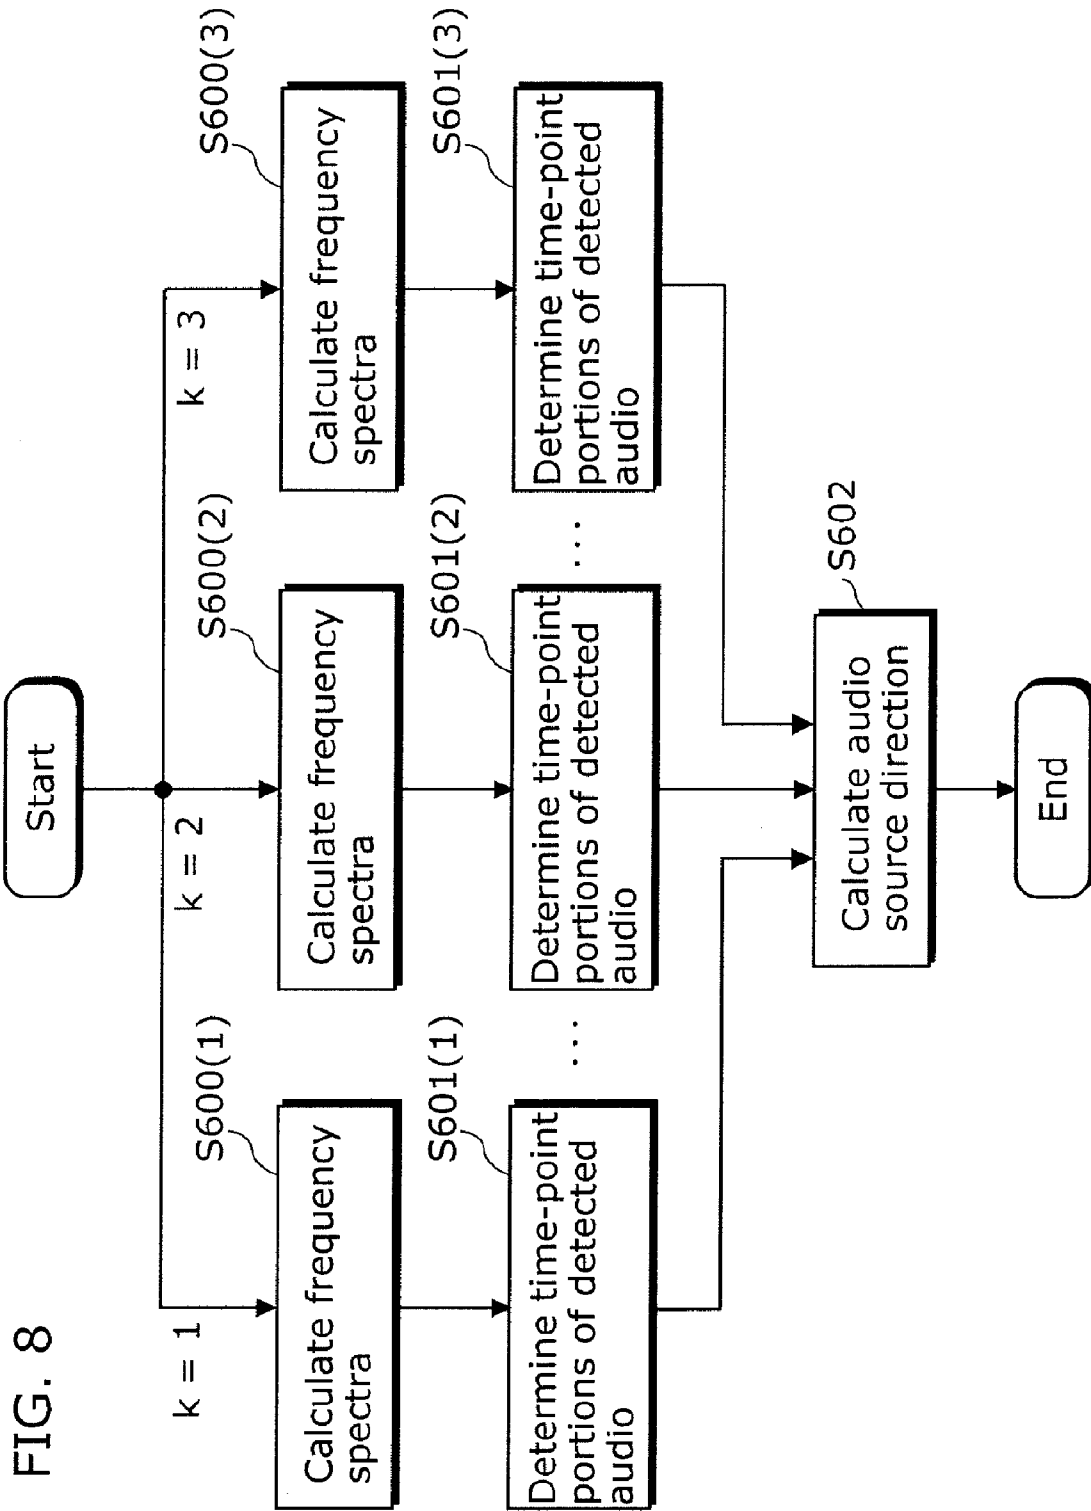 FIG. 8
Start
k = 1
k = 2
k = 3
S600(1)
Calculate frequency
spectra
S600(2)
Calculate frequency
spectra
S600(3)
Calculate frequency
spectra
S601(1)
Determine time-point
portions of detected
audio
...
S601(2)
Determine time-point
portions of detected
audio
...
S601(3)
Determine time-point
portions of detected
audio
S602
Calculate audio
source direction
End